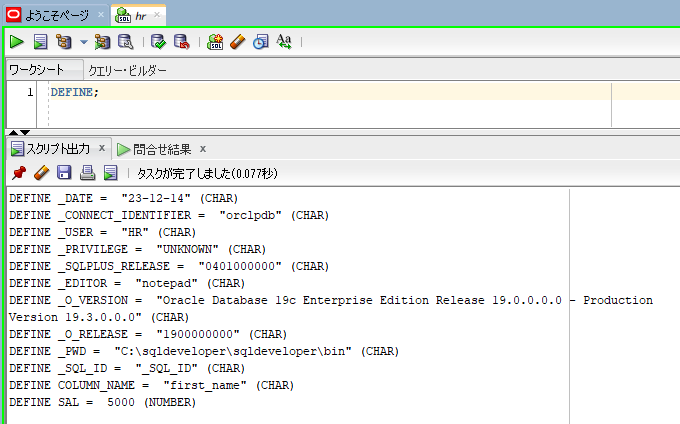 ようこそページ
hr
ワークシート クエリー・ビルダー
1 DEFINE;
スクリプト出力 x 問合せ結果 x
タスクが完了しました(0.077秒)
DEFINE _DATE =  "23-12-14" (CHAR)
DEFINE _CONNECT_IDENTIFIER =  "orclpdb" (CHAR)
DEFINE _USER =  "HR" (CHAR)
DEFINE _PRIVILEGE =  "UNKNOWN" (CHAR)
DEFINE _SQLPLUS_RELEASE =  "0401000000" (CHAR)
DEFINE _EDITOR =  "notepad" (CHAR)
DEFINE _O_VERSION =  "Oracle Database 19c Enterprise Edition Release 19.0.0.0.0 - Production
Version 19.3.0.0.0" (CHAR)
DEFINE _O_RELEASE =  "1900000000" (CHAR)
DEFINE _PWD =  "C:\sqldeveloper\sqldeveloper\bin" (CHAR)
DEFINE _SQL_ID =  "_SQL_ID" (CHAR)
DEFINE COLUMN_NAME =  "first_name" (CHAR)
DEFINE SAL =  5000 (NUMBER)